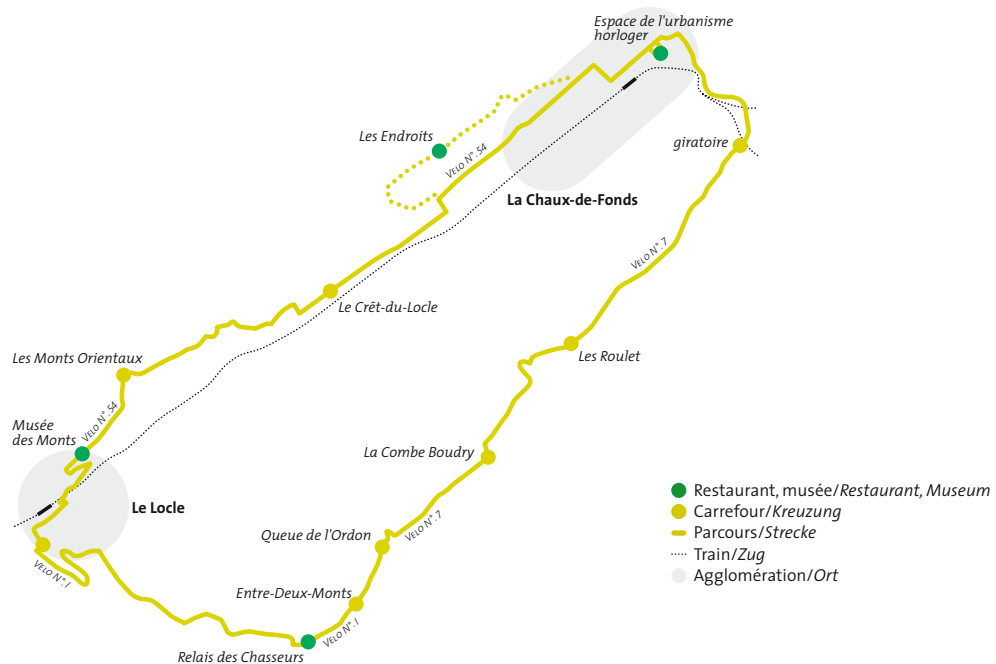 Espace de l'urbanisme
horloger
Les Endroits
VELO N°. 54
giratoire
La Chaux-de-Fonds
VELO N°. 7
Le Crêt-du-Locle
Les Monts Orientaux
Les Roulet
VELO N°. 54
Musée
des Monts
La Combe Boudry
Le Locle
Restaurant, musée/Restaurant, Museum
Carrefour/Kreuzung
Parcours/Strecke
Train/Zug
Agglomération/Ort
VELO N°. 7
Queue de l'Ordon
VELO N°. 1
Entre-Deux-Monts
VELO N°. 1
Relais des Chasseurs